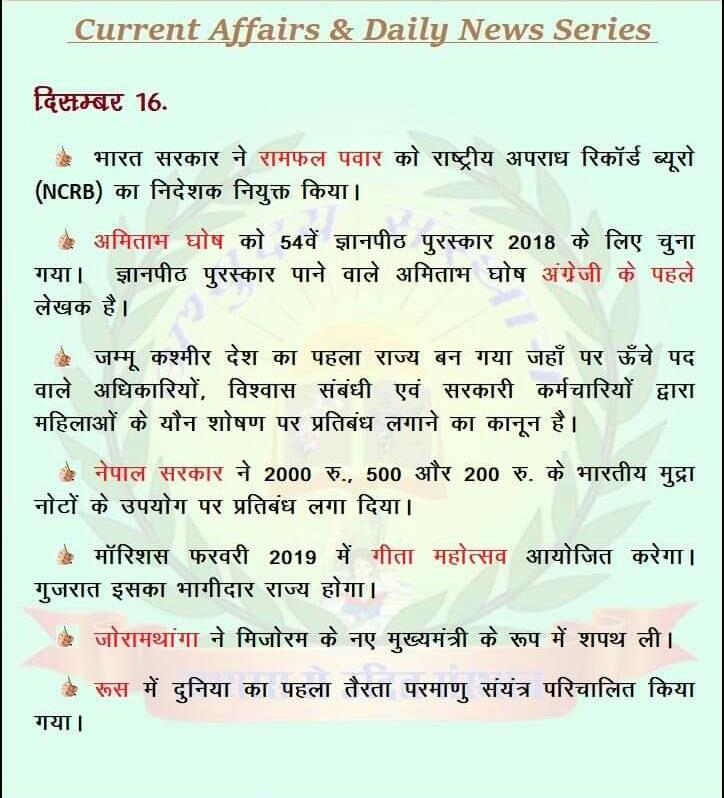 Current Affairs & Daily News Series
दिसम्बर 16.
भारत सरकार ने रामफल पवार को राष्ट्रीय अपराध रिकॉर्ड ब्यूरो
(NCRB) का निदेशक नियुक्त किया।
अमिताभ घोष को 54वें ज्ञानपीठ पुरस्कार 2018 के लिए चुना
गया। ज्ञानपीठ पुरस्कार पाने वाले अमिताभ घोष अंग्रेजी के पहले
लेखक है।
जम्मू कश्मीर देश का पहला राज्य बन गया जहाँ पर ऊँचे पद
वाले अधिकारियों, विश्वास संबंधी एवं सरकारी कर्मचारियों द्वारा
महिलाओं के यौन शोषण पर प्रतिबंध लगाने का कानून है।
नेपाल सरकार ने 2000 रु., 500 और 200 रु. के भारतीय मुद्रा
नोटों के उपयोग पर प्रतिबंध लगा दिया।
मॉरिशस फरवरी 2019 में गीता महोत्सव आयोजित करेगा।
गुजरात इसका भागीदार राज्य होगा।
जोरामथांगा ने मिजोरम के नए मुख्यमंत्री के रूप में शपथ ली।
रूस में दुनिया का पहला तैरता परमाणु संयंत्र परिचालित किया
गया।